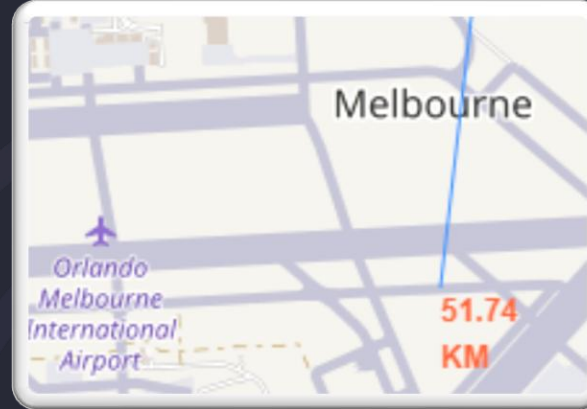 Melbourne
Orlando
Melbourne
International
Airport
51.74
KM